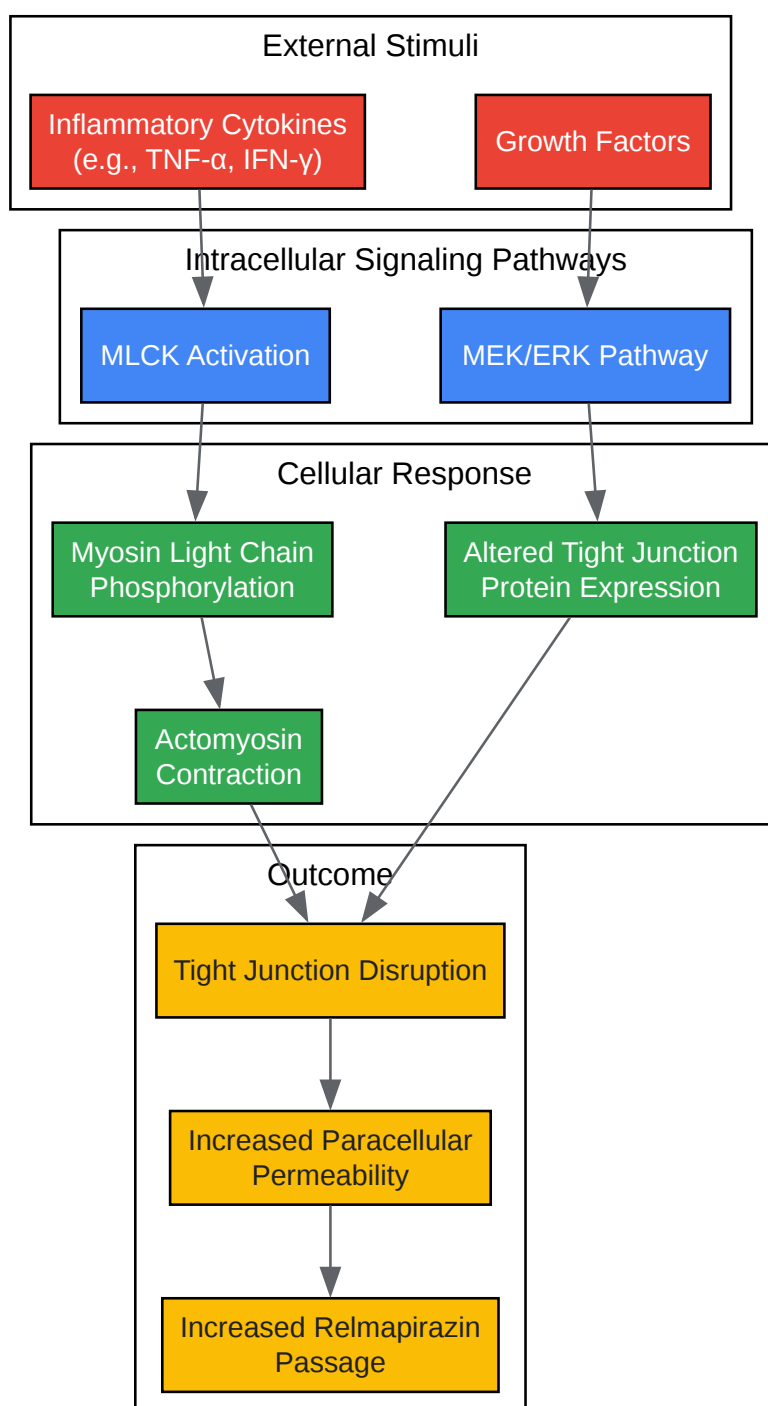 External Stimuli
Inflammatory Cytokines
(e.g., TNF-α, IFN-γ)
Growth Factors
Intracellular Signaling Pathways
MLCK Activation
MEK/ERK Pathway
Cellular Response
Myosin Light Chain
Phosphorylation
Altered Tight Junction
Protein Expression
Actomyosin
Contraction
Outcome
Tight Junction Disruption
Increased Paracellular
Permeability
Increased Relmapirazin
Passage